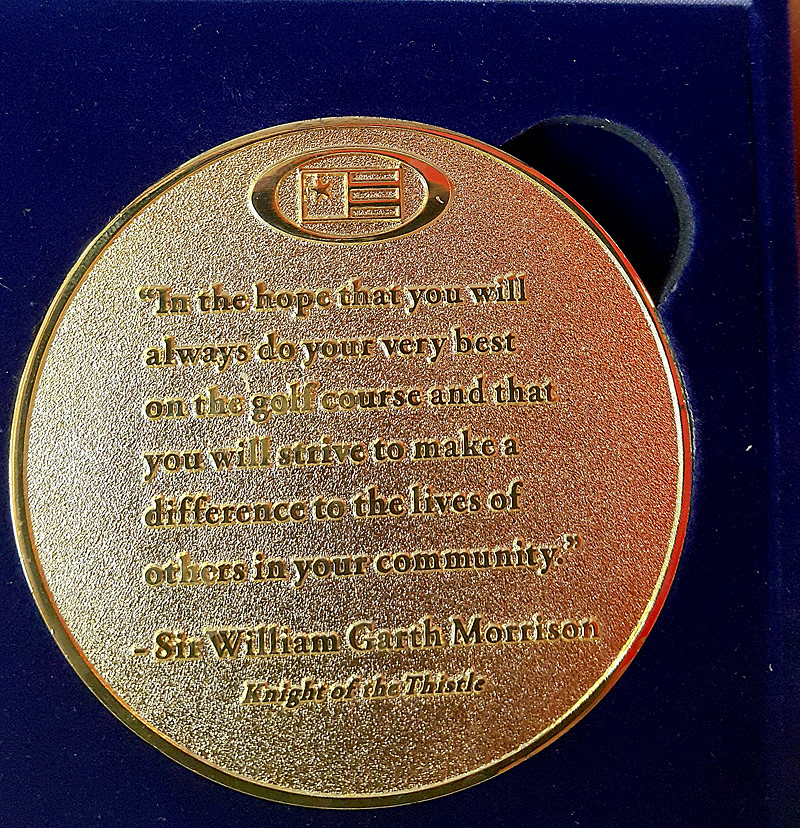 “In the hope that you will
always do your very best
on the golf course and that
you will strive to make a
difference to the lives of
others in your community.”
- Sir William Garth Morrison
Knight of the Thistle